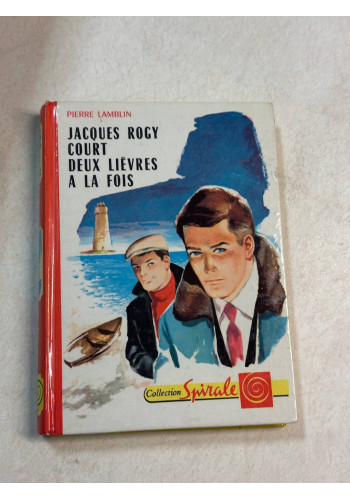 PIERRE LAMBLIN
JACQUES ROGY
COURT
DEUX LIÈVRES
A LA FOIS
Collection Spirale